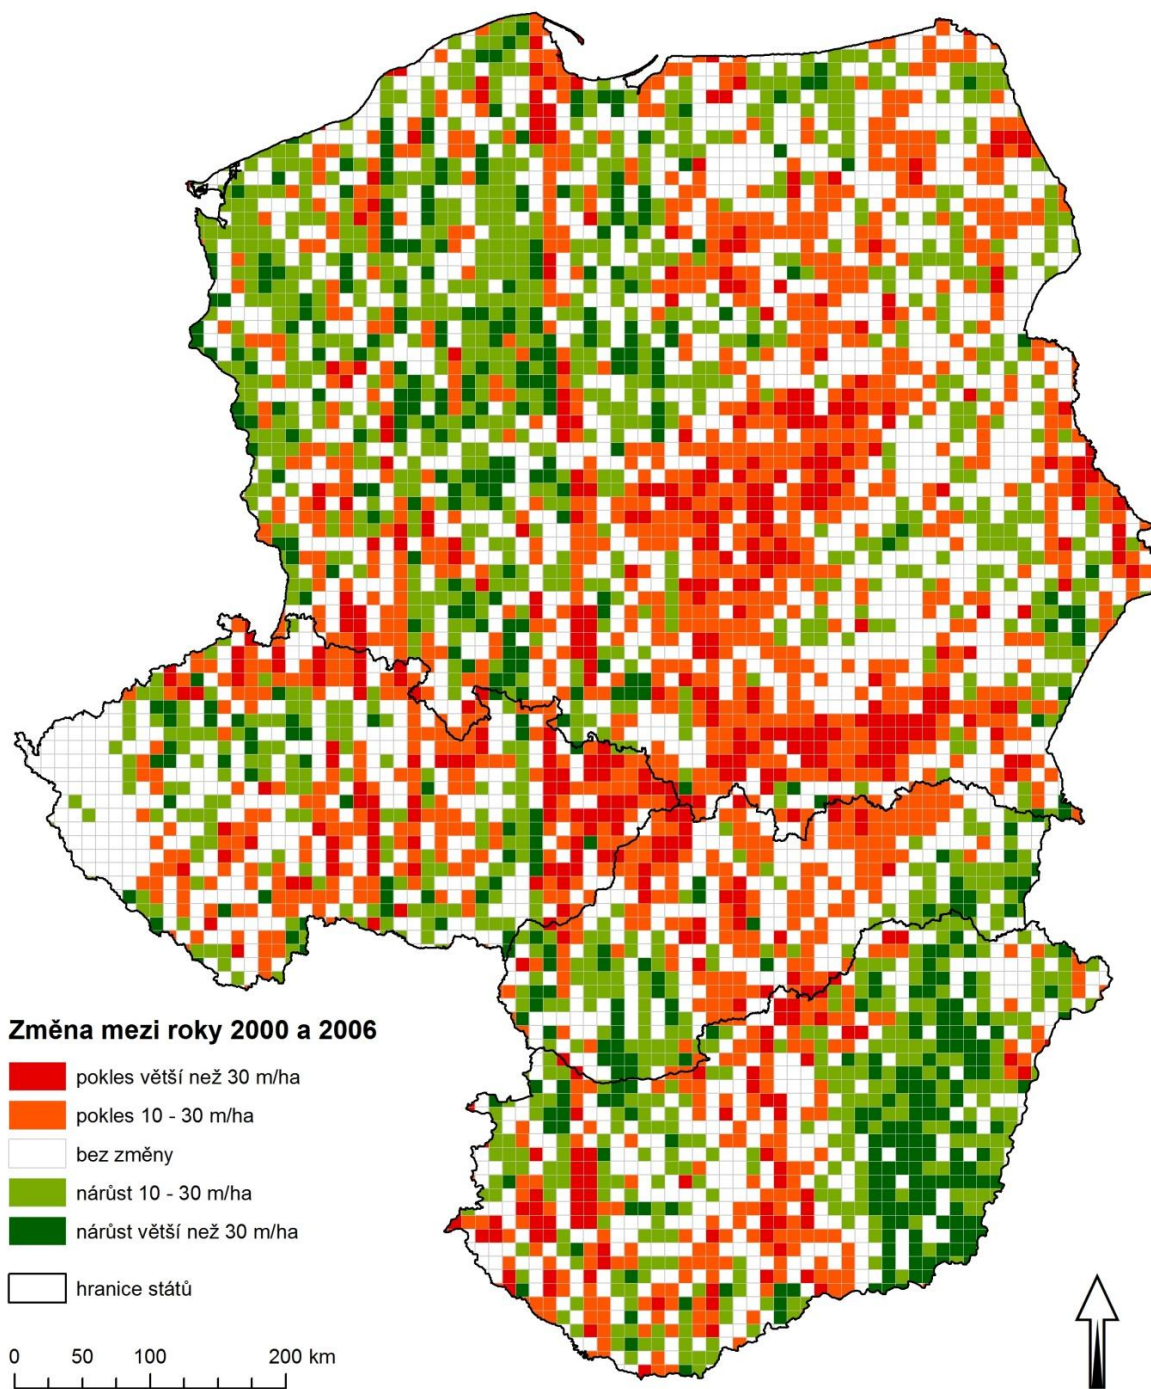 Změna mezi roky 2000 a 2006
pokles větší než 30 m/ha
pokles 10 - 30 m/ha
bez změny
nárůst 10 - 30 m/ha
nárůst větší než 30 m/ha
hranice států
0 50 100 200 km